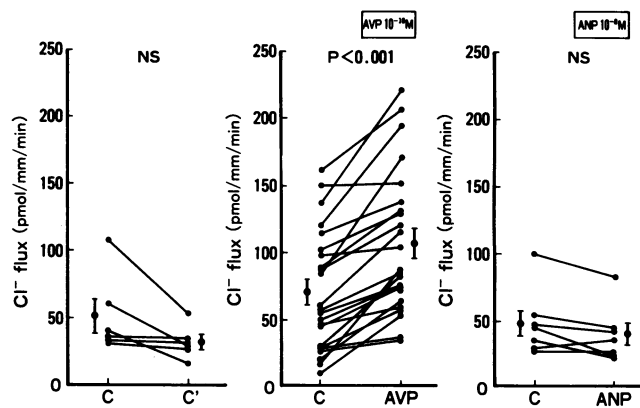 AVP 10⁻¹⁰M
ANP 10⁻⁸M
NS
P<0.001
NS
Cl⁻ flux (pmol/mm/min)
250
200
150
100
50
0
C
C'
Cl⁻ flux (pmol/mm/min)
250
200
150
100
50
0
C
AVP
Cl⁻ flux (pmol/mm/min)
250
200
150
100
50
0
C
ANP